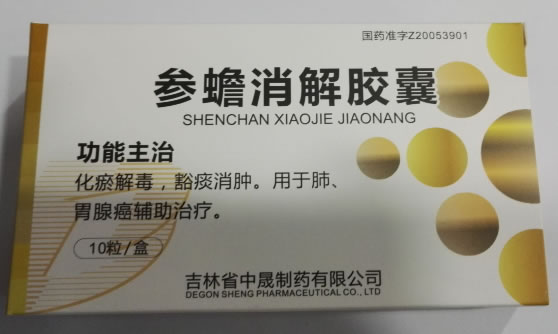 国药准字Z20053901
参蟾消解胶囊
SHENCHAN XIAOJIE JIAONANG
功能主治
化瘀解毒，豁痰消肿。用于肺、
胃腺癌辅助治疗。
10粒/盒
吉林省中晟制药有限公司
DEGON SHENG PHARMACEUTICAL CO., LTD